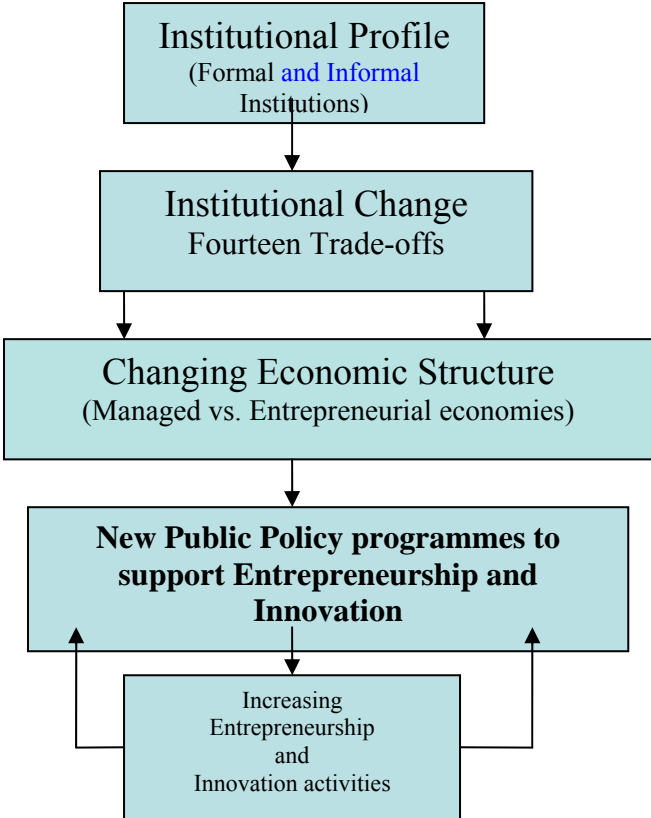 Institutional Profile
(Formal and Informal
Institutions)
Institutional Change
Fourteen Trade-offs
Changing Economic Structure
(Managed vs. Entrepreneurial economies)
New Public Policy programmes to
support Entrepreneurship and
Innovation
Increasing
Entrepreneurship
and
Innovation activities